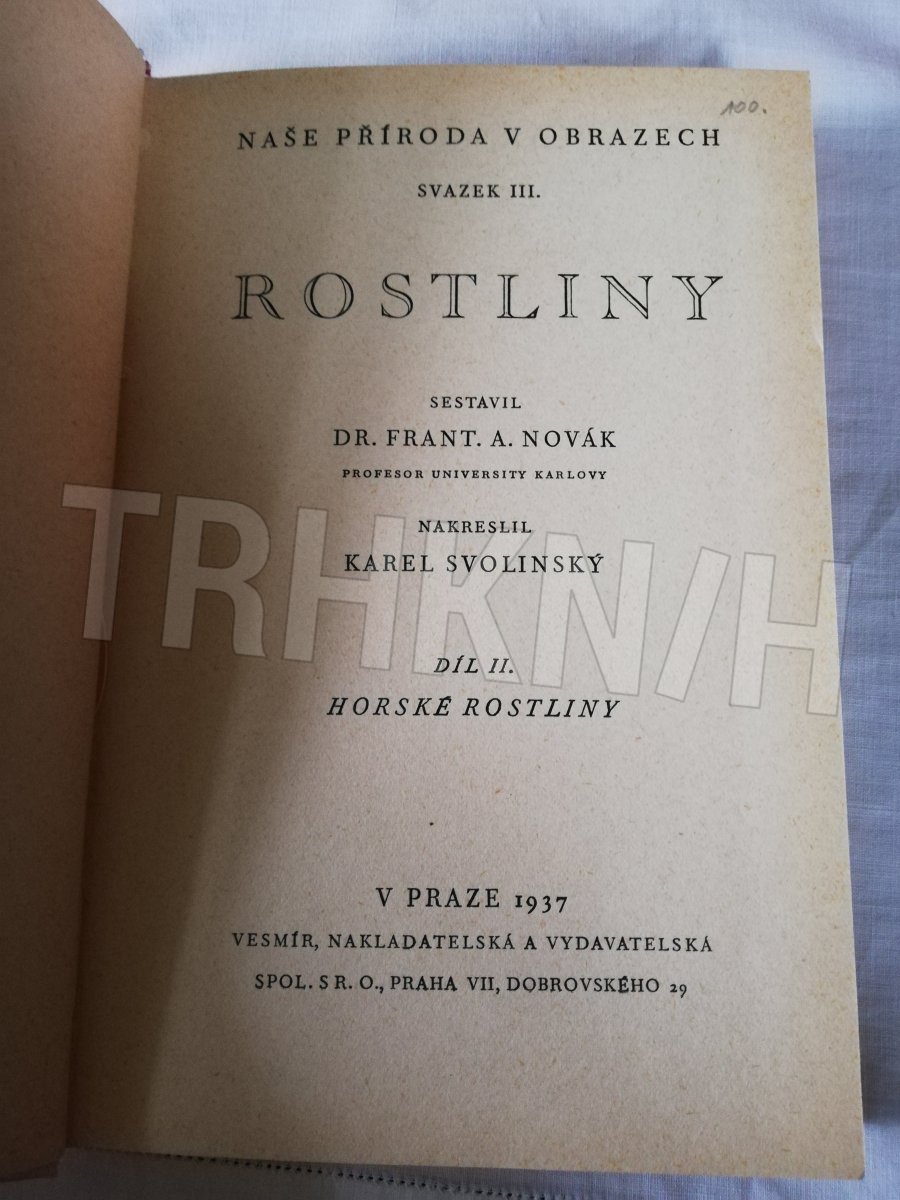 100.
NAŠE PŘÍRODA V OBRAZECH
SVAZEK III.
ROSTLINY
SESTAVIL
DR. FRANT. A. NOVÁK
PROFESOR UNIVERSITY KARLOVY
NAKRESLIL
KAREL SVOLINSKÝ
TRHKN/H
DÍL II.
HORSKÉ ROSTLINY
V PRAZE 1937
VESMÍR, NAKLADATELSKÁ A VYDAVATELSKÁ
SPOL. S R. O., PRAHA VII, DOBROVSKÉHO 29